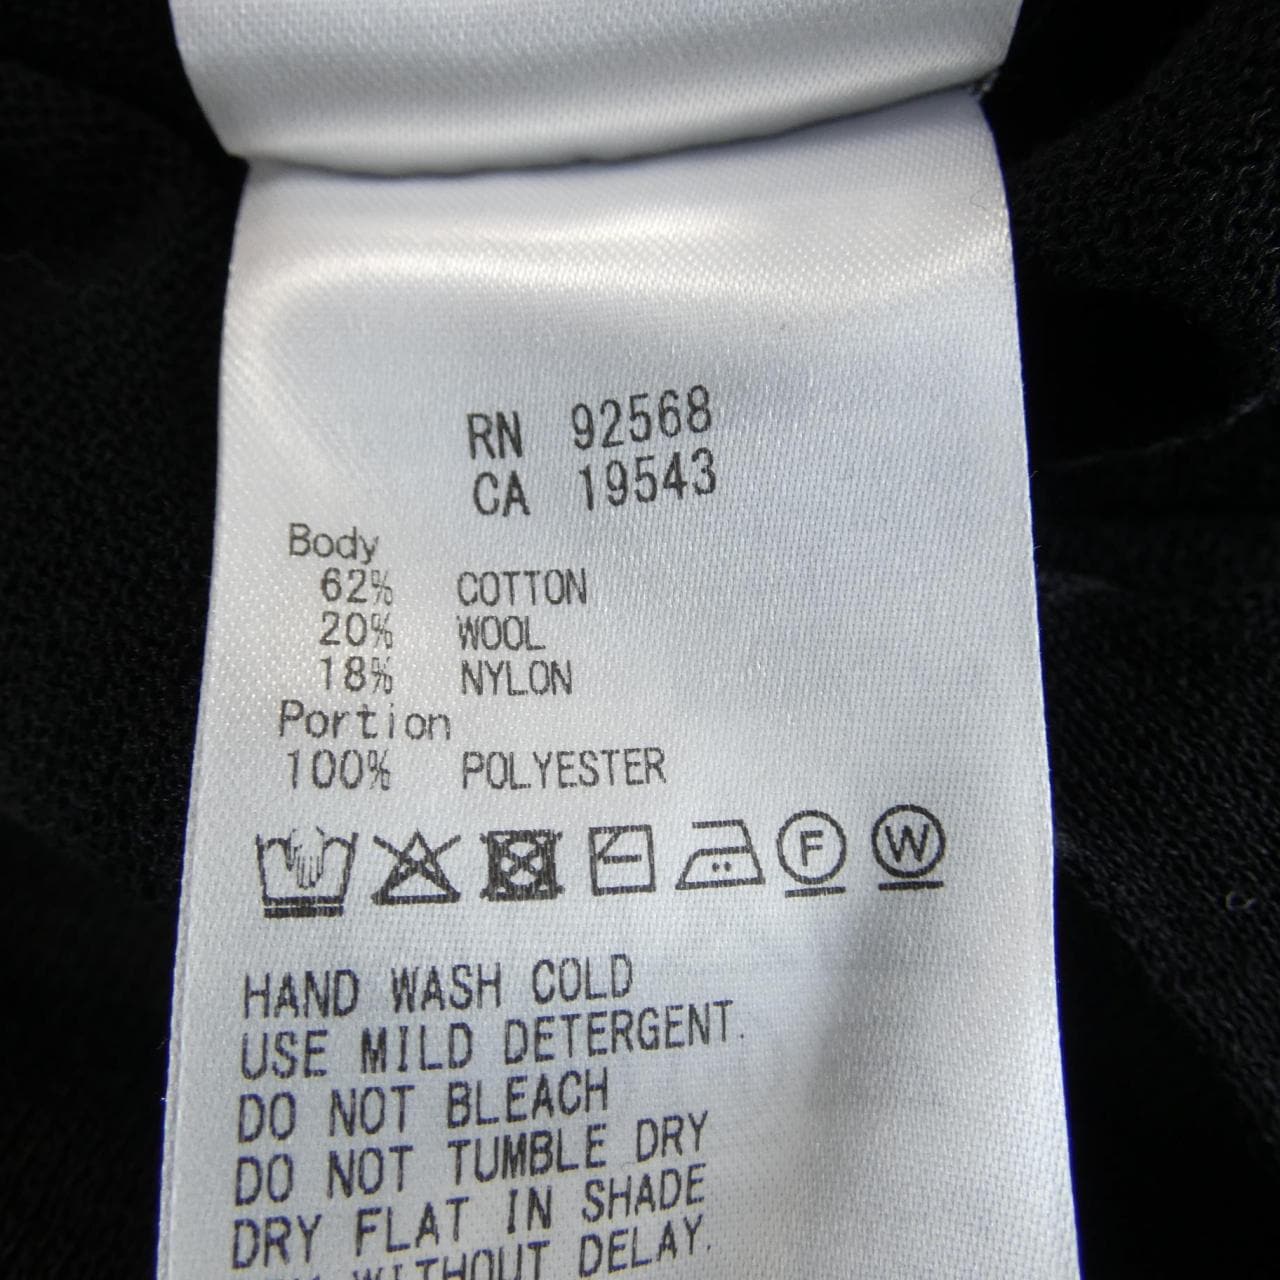 RN 92568
CA 19543
Body
62% COTTON
20% WOOL
18% NYLON
Portion
100% POLYESTER
F W
HAND WASH COLD
USE MILD DETERGENT.
DO NOT BLEACH
DO NOT TUMBLE DRY
DRY FLAT IN SHADE
WITHOUT DELAY.